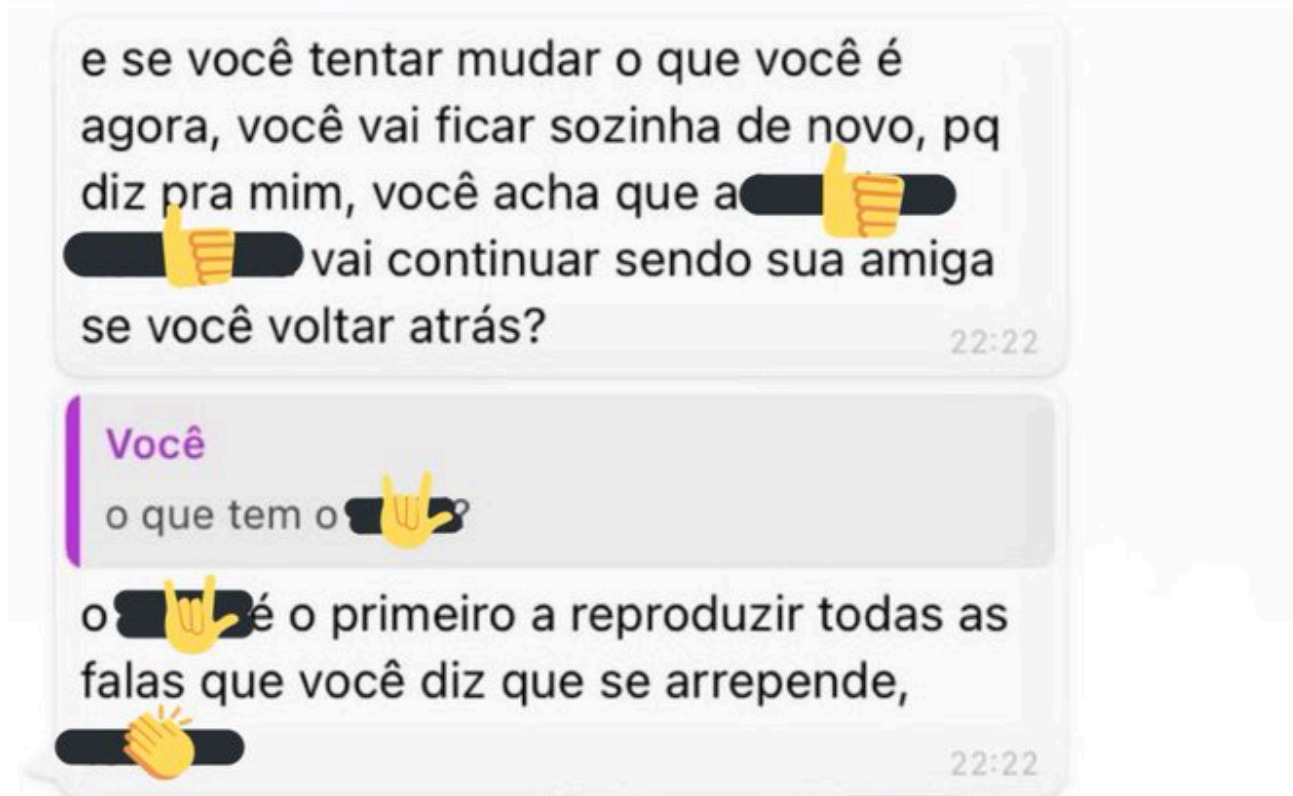 e se você tentar mudar o que você é
agora, você vai ficar sozinha de novo, pq
diz pra mim, você acha que a
vai continuar sendo sua amiga
se você voltar atrás?
22:22
Você
o que tem o ?
o é o primeiro a reproduzir todas as
falas que você diz que se arrepende,
22:22